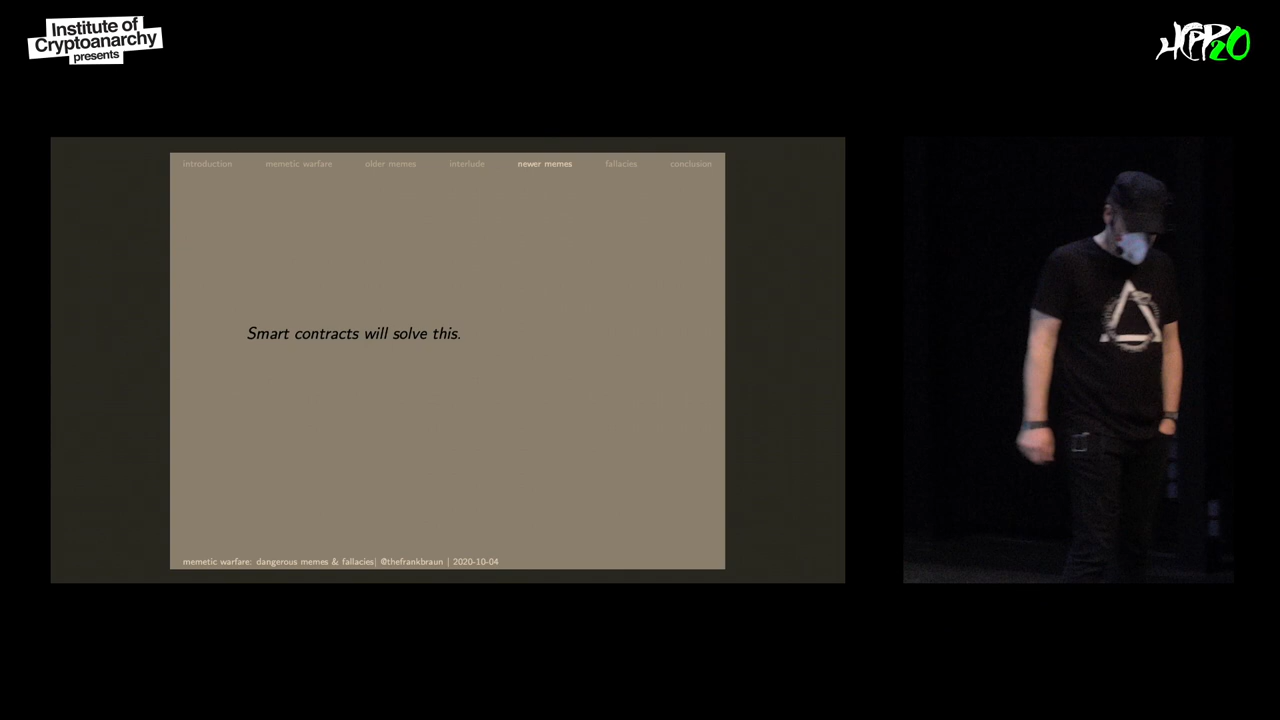 Institute of
Cryptoanarchy
presents
HCPP20
introduction memetic warfare older memes interlude newer memes fallacies conclusion
Smart contracts will solve this.
memetic warfare: dangerous memes & fallacies| @thefrankbraun | 2020-10-04